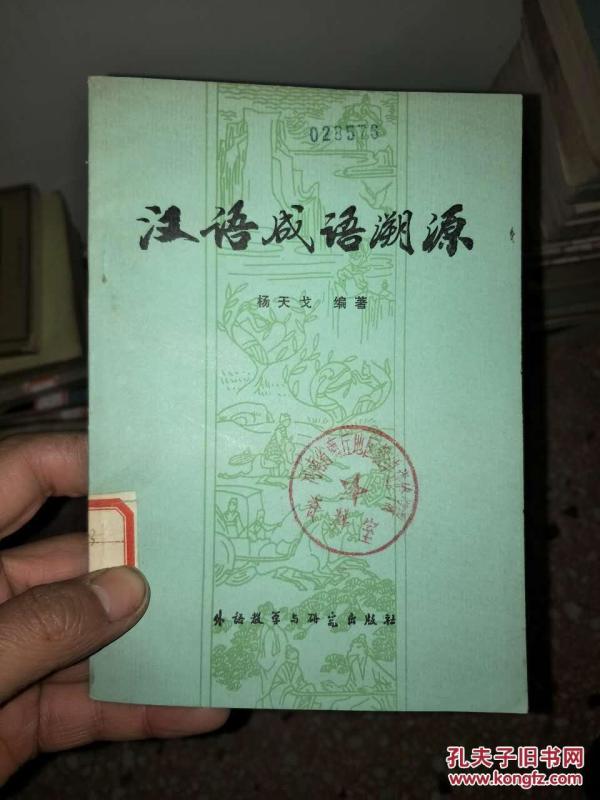 028576
汉语成语溯源
杨天戈 编著
外语教学与研究出版社
孔夫子旧书网
www.kongfz.com